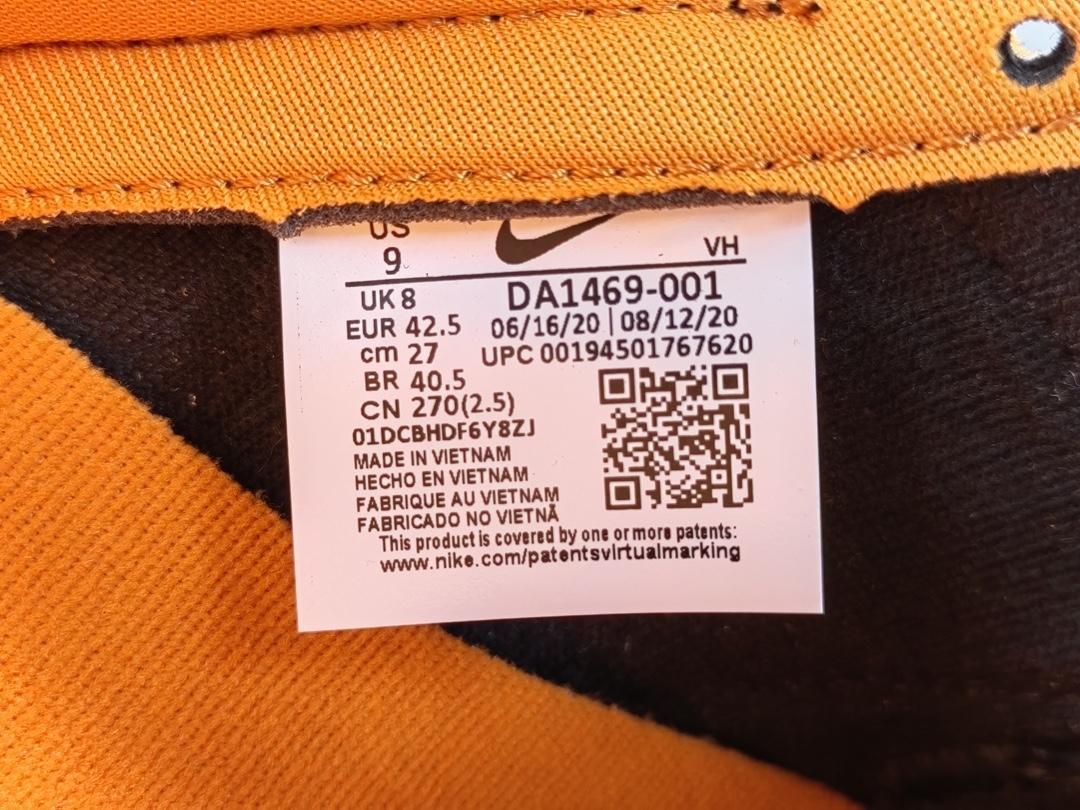 US
9
VH
UK 8
EUR 42.5
cm 27
BR 40.5
CN 270(2.5)
DA1469-001
06/16/20 | 08/12/20
UPC 00194501767620
01DCBHDF6Y8ZJ
MADE IN VIETNAM
HECHO EN VIETNAM
FABRIQUE AU VIETNAM
FABRICADO NO VIETNÃ
This product is covered by one or more patents:
www.nike.com/patentsvirtualmarking